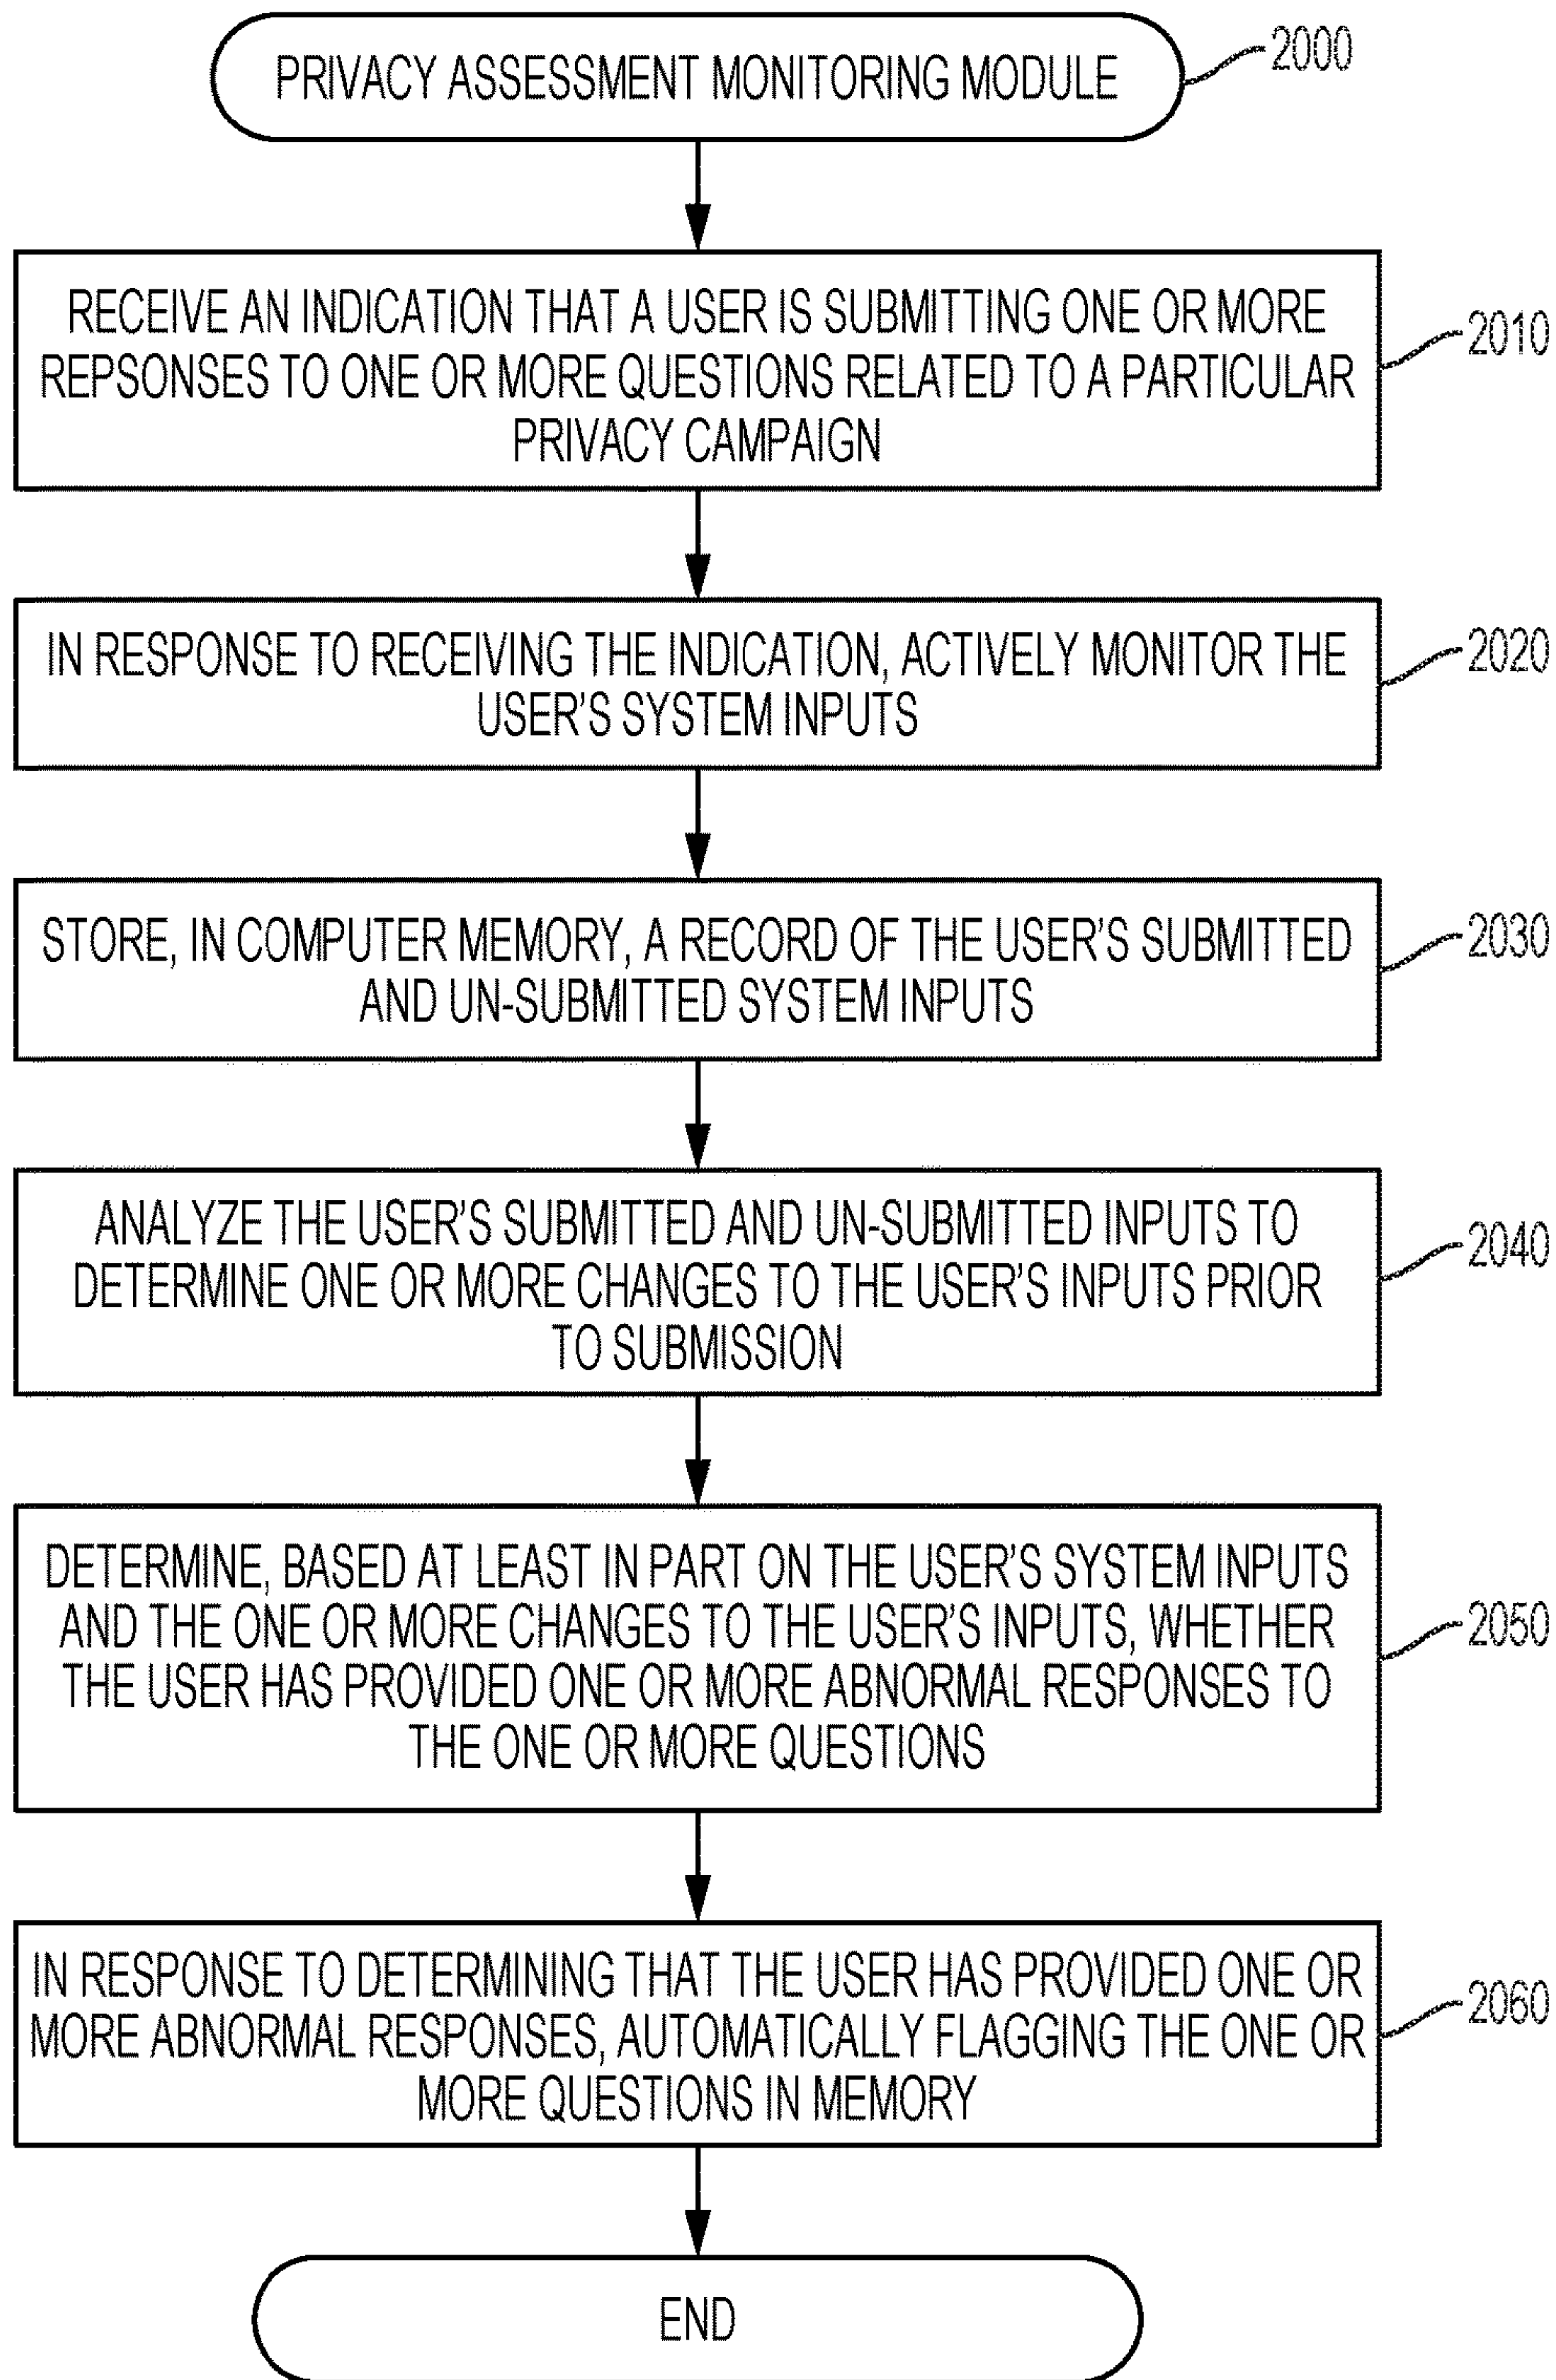 PRIVACY ASSESSMENT MONITORING MODULE
2000
RECEIVE AN INDICATION THAT A USER IS SUBMITTING ONE OR MORE
REPSONSES TO ONE OR MORE QUESTIONS RELATED TO A PARTICULAR
PRIVACY CAMPAIGN
2010
IN RESPONSE TO RECEIVING THE INDICATION, ACTIVELY MONITOR THE
USER'S SYSTEM INPUTS
2020
STORE, IN COMPUTER MEMORY, A RECORD OF THE USER'S SUBMITTED
AND UN-SUBMITTED SYSTEM INPUTS
2030
ANALYZE THE USER'S SUBMITTED AND UN-SUBMITTED INPUTS TO
DETERMINE ONE OR MORE CHANGES TO THE USER'S INPUTS PRIOR
TO SUBMISSION
2040
DETERMINE, BASED AT LEAST IN PART ON THE USER'S SYSTEM INPUTS
AND THE ONE OR MORE CHANGES TO THE USER'S INPUTS, WHETHER
THE USER HAS PROVIDED ONE OR MORE ABNORMAL RESPONSES TO
THE ONE OR MORE QUESTIONS
2050
IN RESPONSE TO DETERMINING THAT THE USER HAS PROVIDED ONE OR
MORE ABNORMAL RESPONSES, AUTOMATICALLY FLAGGING THE ONE OR
MORE QUESTIONS IN MEMORY
2060
END